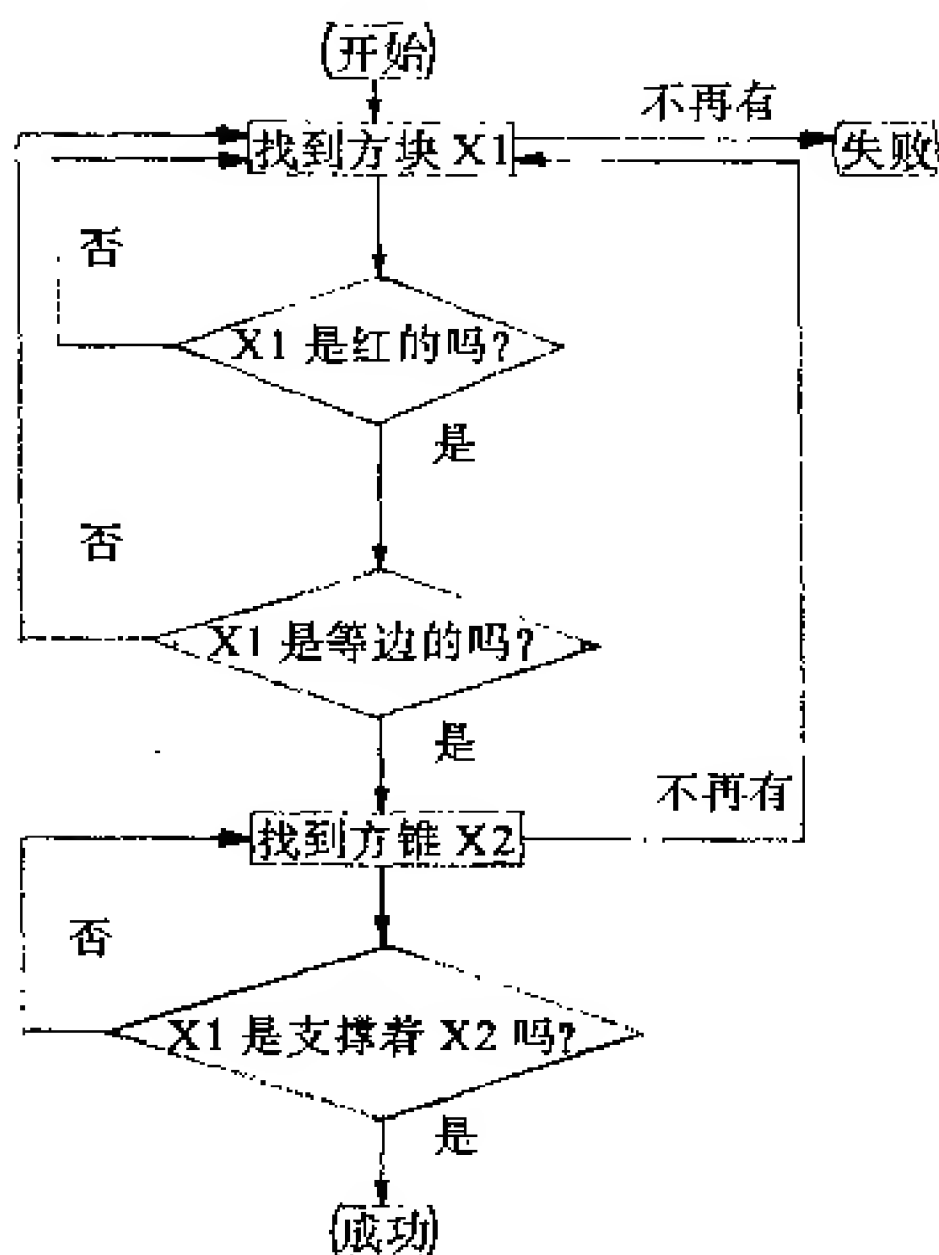 开始
不再有
找到方块 X1
失败
否
X1 是红的吗?
是
否
X1 是等边的吗?
是
不再有
找到方锥 X2
否
X1 是支撑着 X2 吗?
是
成功